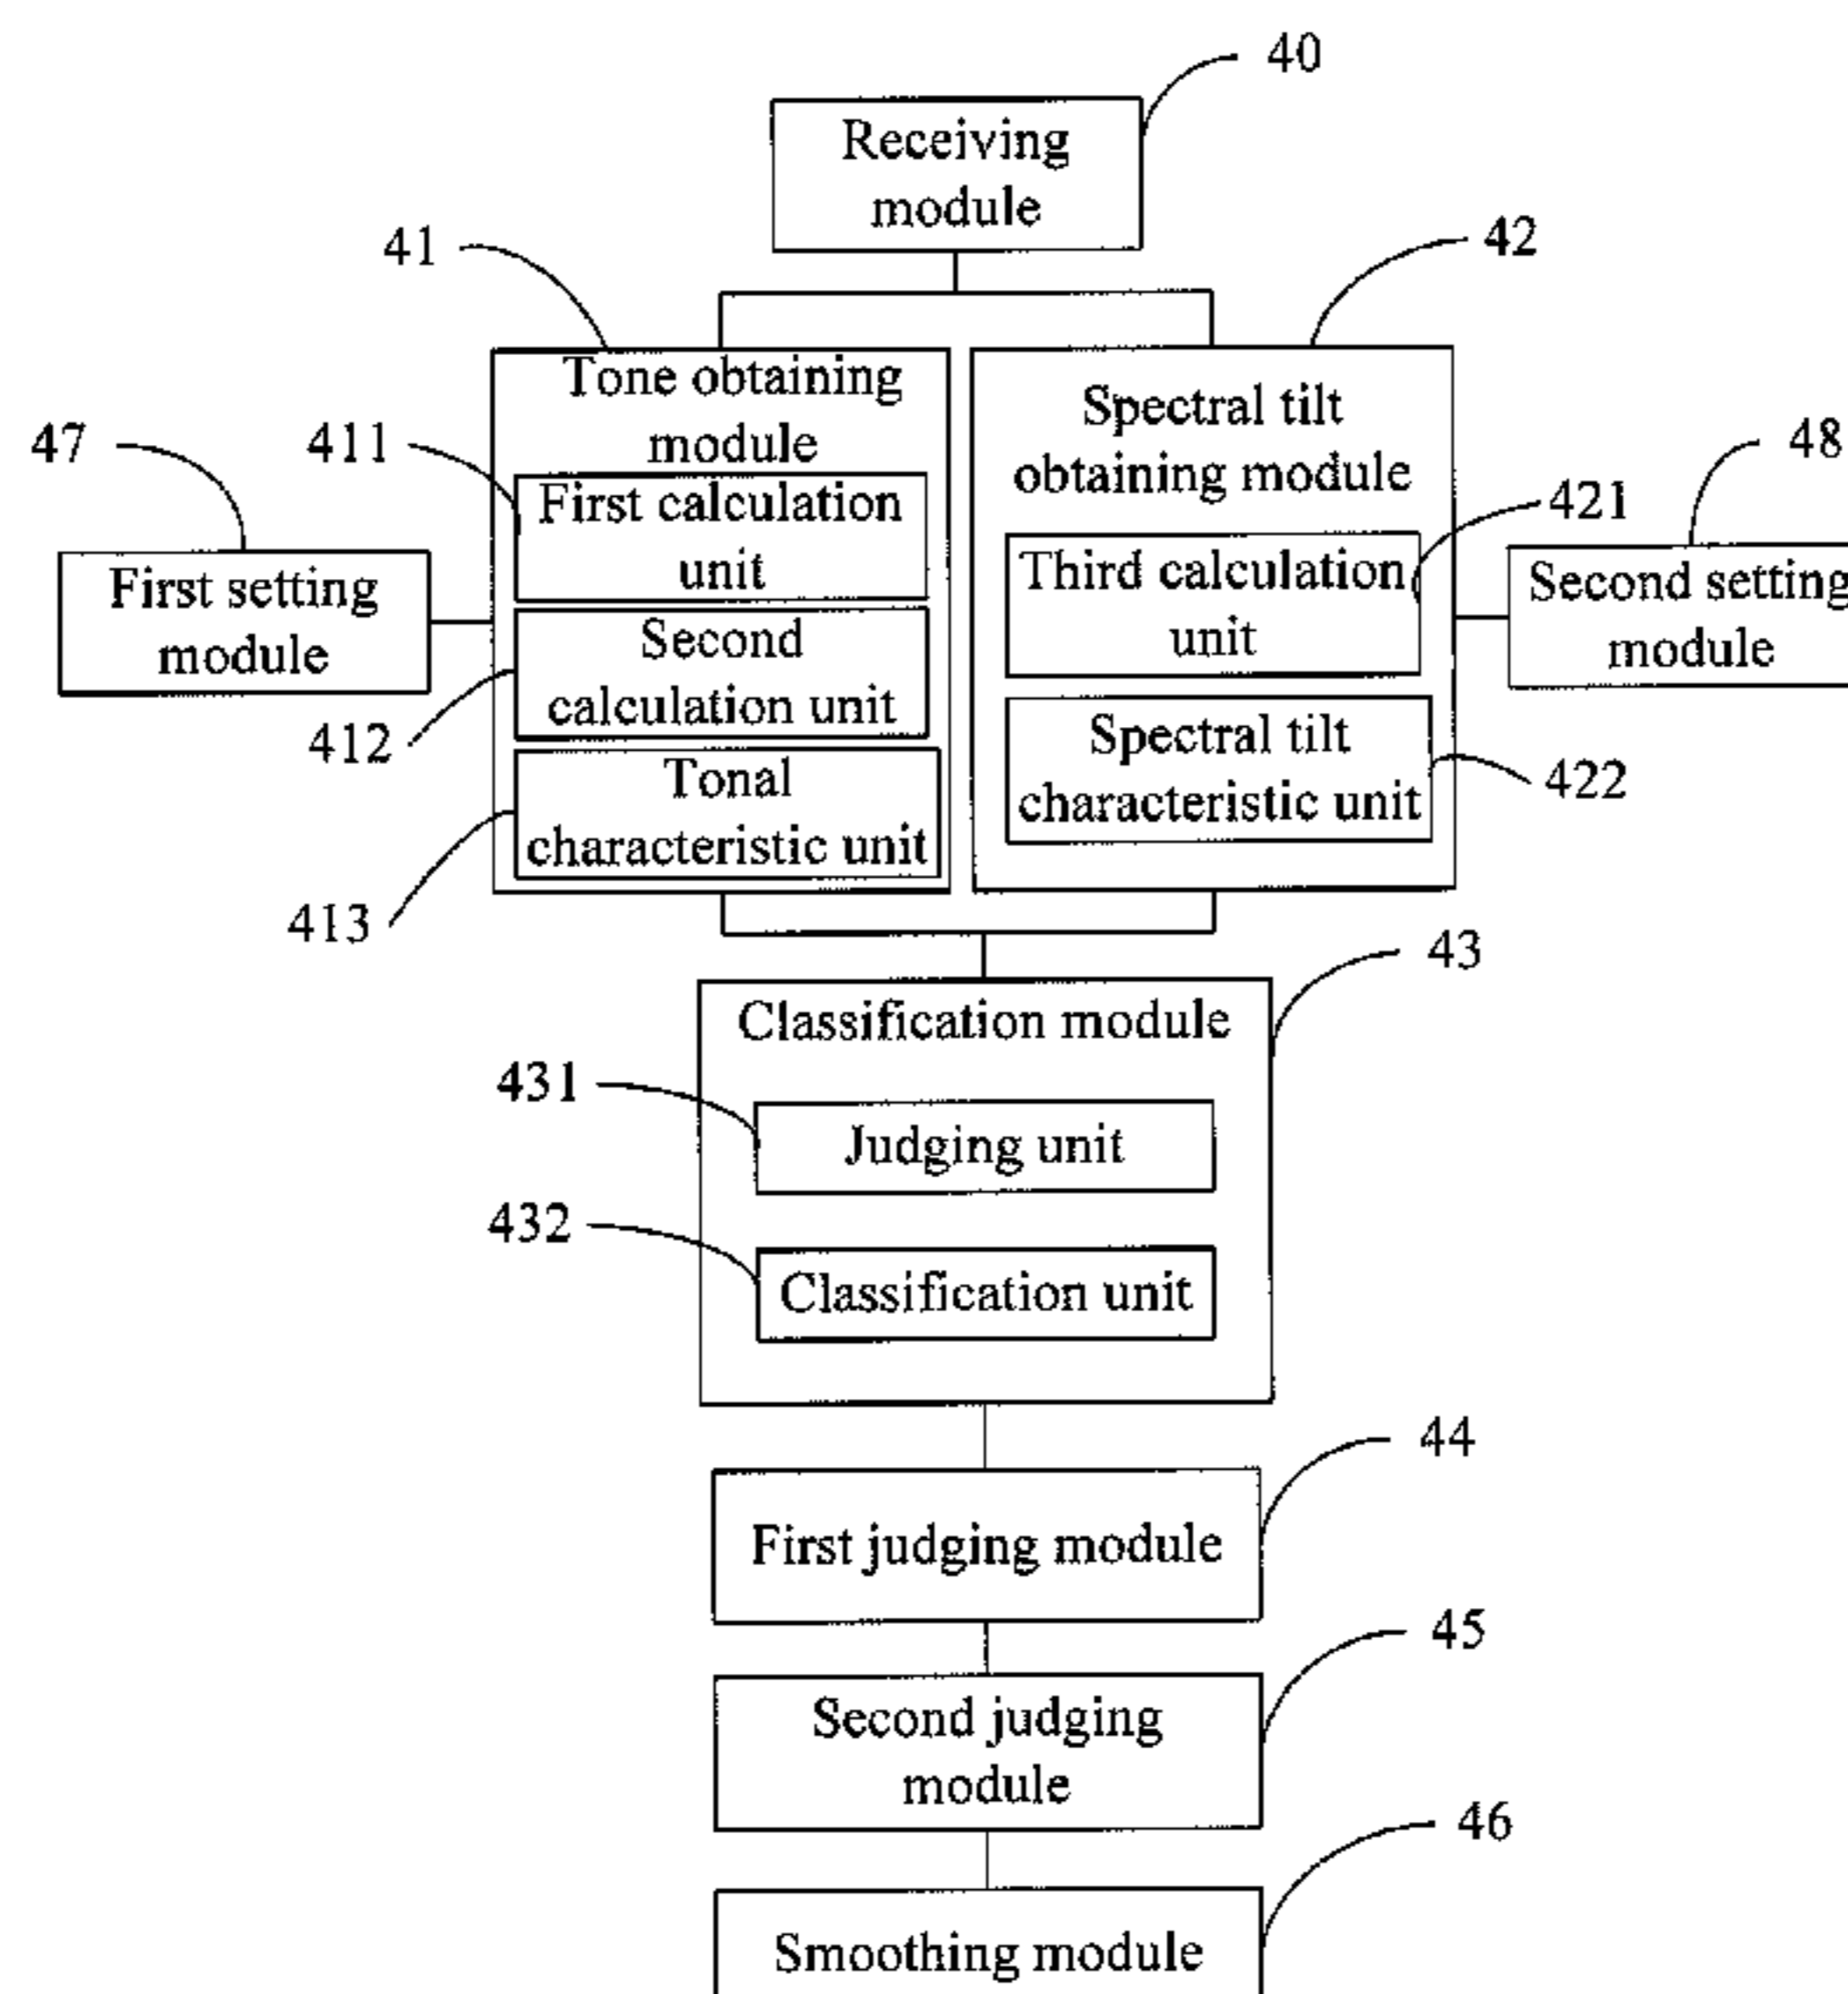 40
Receiving
module
41
42
Tone obtaining
module
Spectral tilt
obtaining module
47
411
48
421
First calculation
unit
Third calculation
unit
First setting
module
Second setting
module
Second
calculation unit
412
Spectral tilt
characteristic unit
422
Tonal
characteristic unit
413
43
Classification module
431
Judging unit
432
Classification unit
44
First judging module
45
Second judging
module
46
Smoothing module